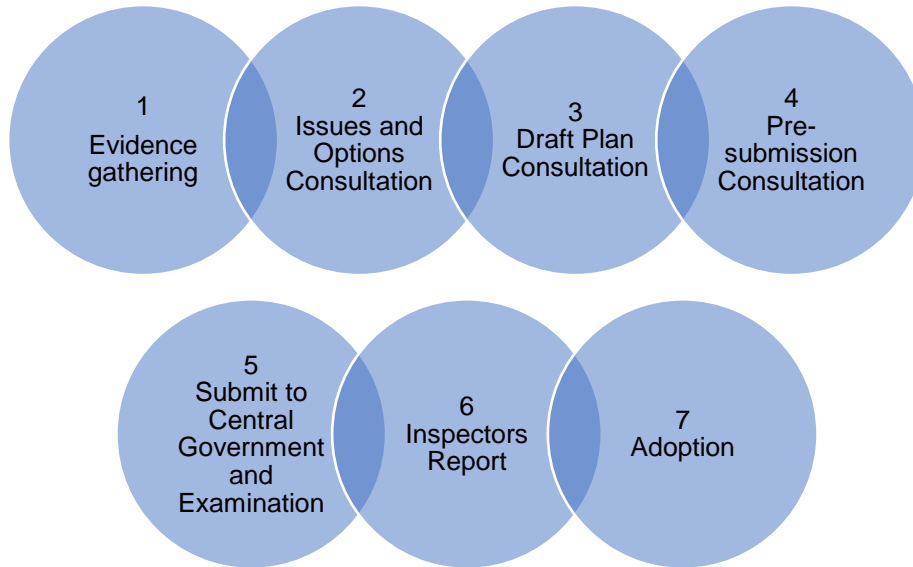 1
Evidence
gathering
2
Issues and
Options
Consultation
3
Draft Plan
Consultation
4
Pre-
submission
Consultation
5
Submit to
Central
Government
and
Examination
6
Inspectors
Report
7
Adoption